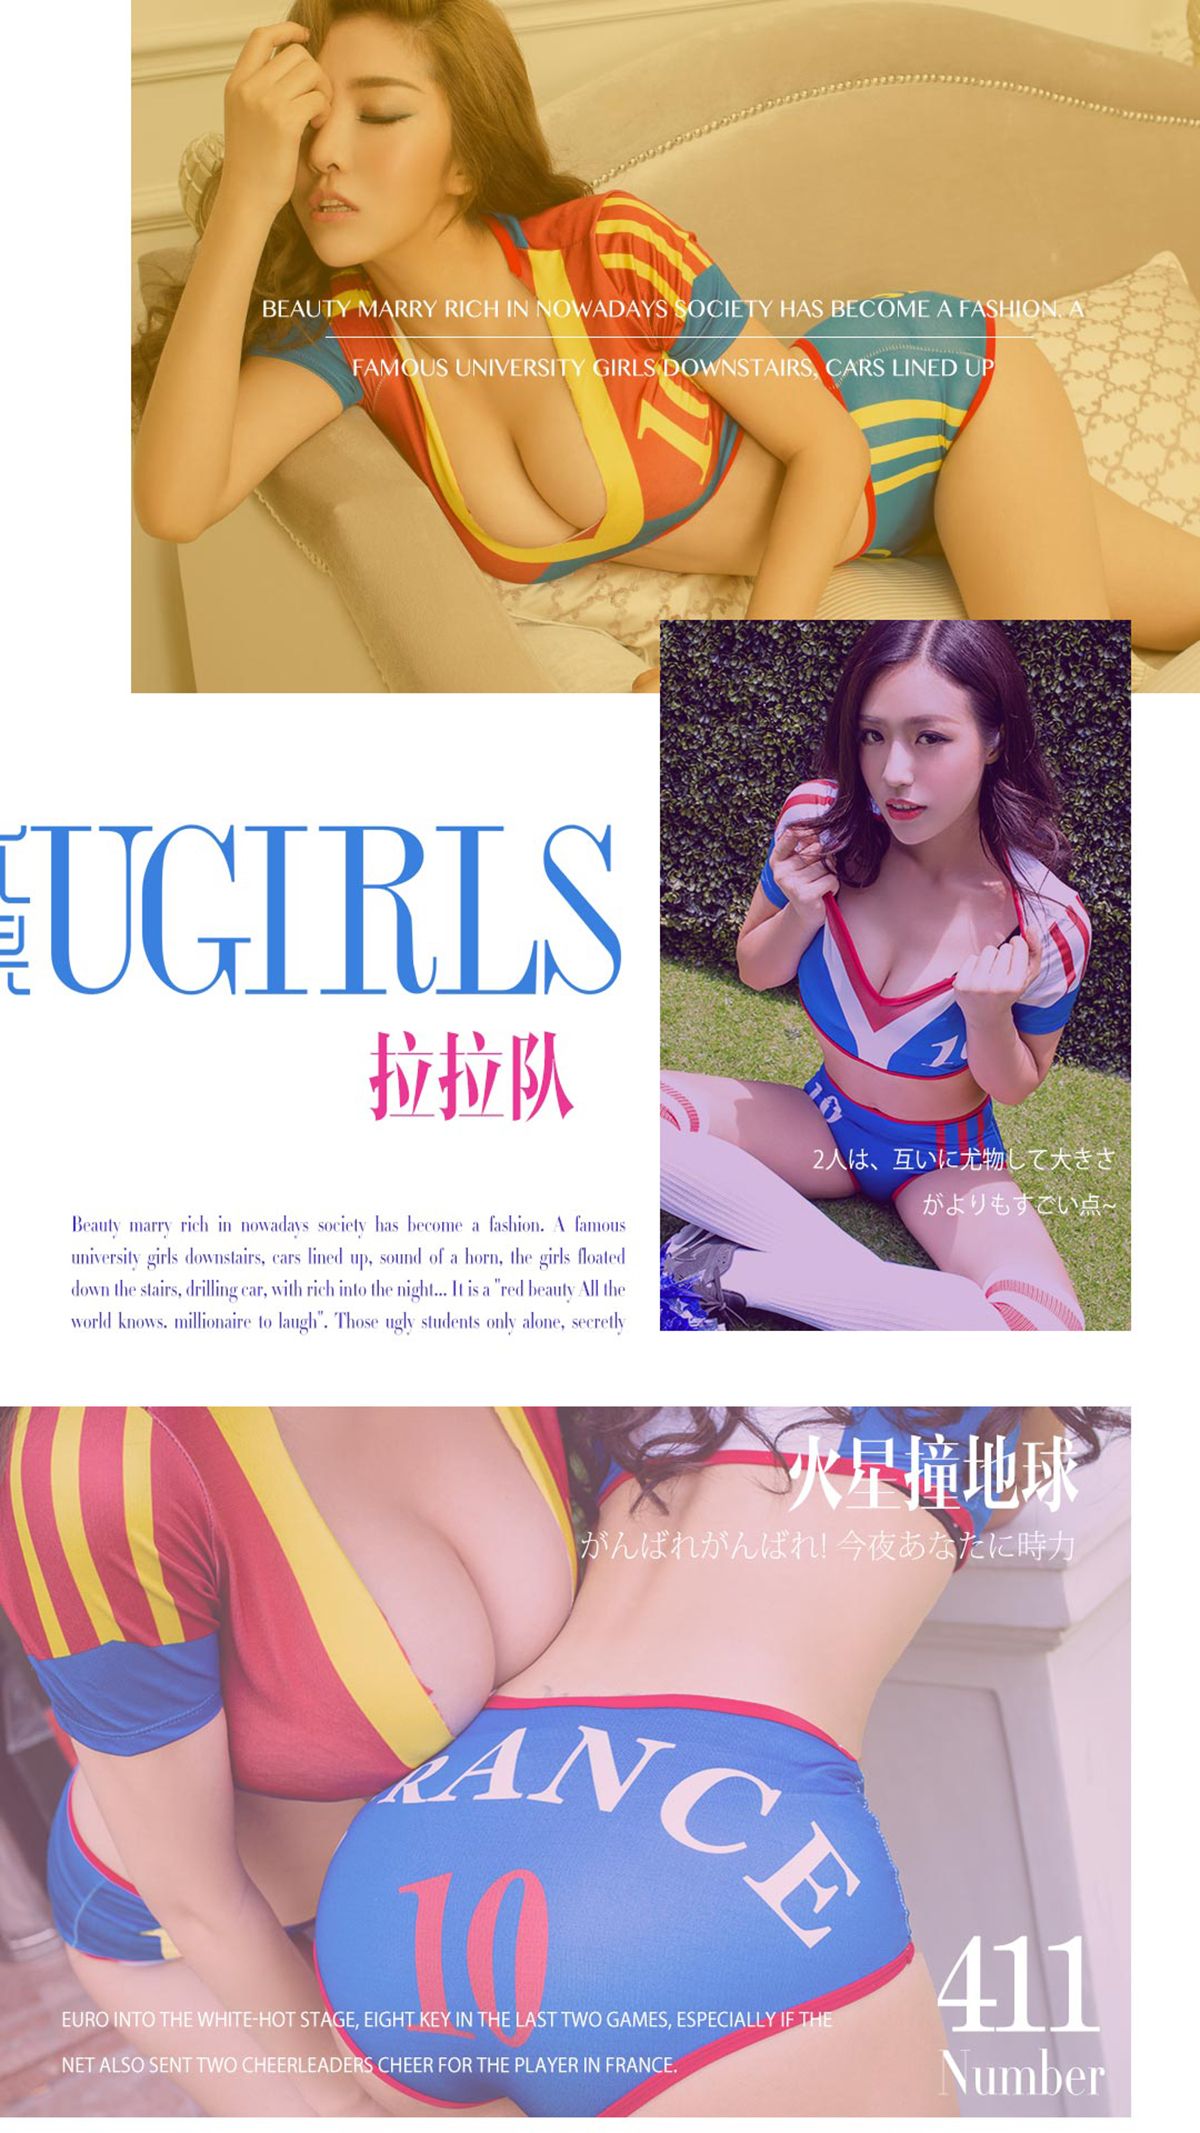 BEAUTY MARRY RICH IN NOWADAYS SOCIETY HAS BECOME A FASHION. A
FAMOUS UNIVERSITY GIRLS DOWNSTAIRS, CARS LINED UP
10
UGIRLS
拉拉队
10
10
2人は、互いに尤物して大きさ
がよりもすごい点~
Beauty marry rich in nowadays society has become a fashion. A famous
university girls downstairs, cars lined up, sound of a horn, the girls floated
down the stairs, drilling car, with rich into the night... It is a "red beauty All the
world knows. millionaire to laugh". Those ugly students only alone, secretly
火星撞地球
がんばれがんばれ! 今夜あなたに時力
RANCE
10
411
Number
EURO INTO THE WHITE-HOT STAGE, EIGHT KEY IN THE LAST TWO GAMES, ESPECIALLY IF THE
NET ALSO SENT TWO CHEERLEADERS CHEER FOR THE PLAYER IN FRANCE.